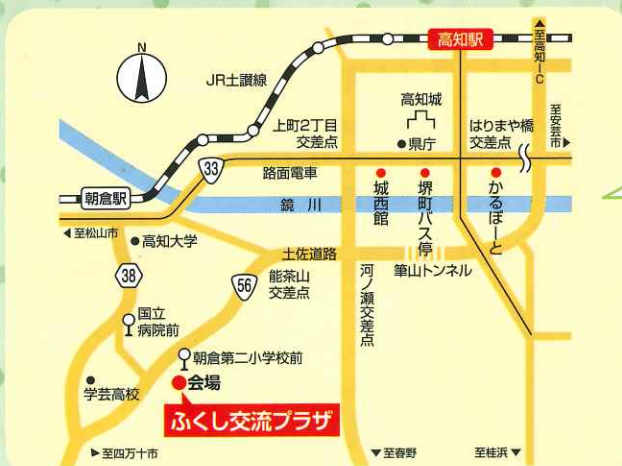 N
高知駅
至高知IC
JR土讃線
高知城
至安芸市
上町2丁目
交差点
県庁
はりまや橋
交差点
33
路面電車
城西館
堺町バス停
かるぽーと
朝倉駅
鏡川
至松山市
高知大学
土佐道路
38
56
能茶山
交差点
筆山トンネル
河ノ瀬交差点
国立
病院前
朝倉第二小学校前
学芸高校
会場
ふくし交流プラザ
至四万十市
至春野
至桂浜